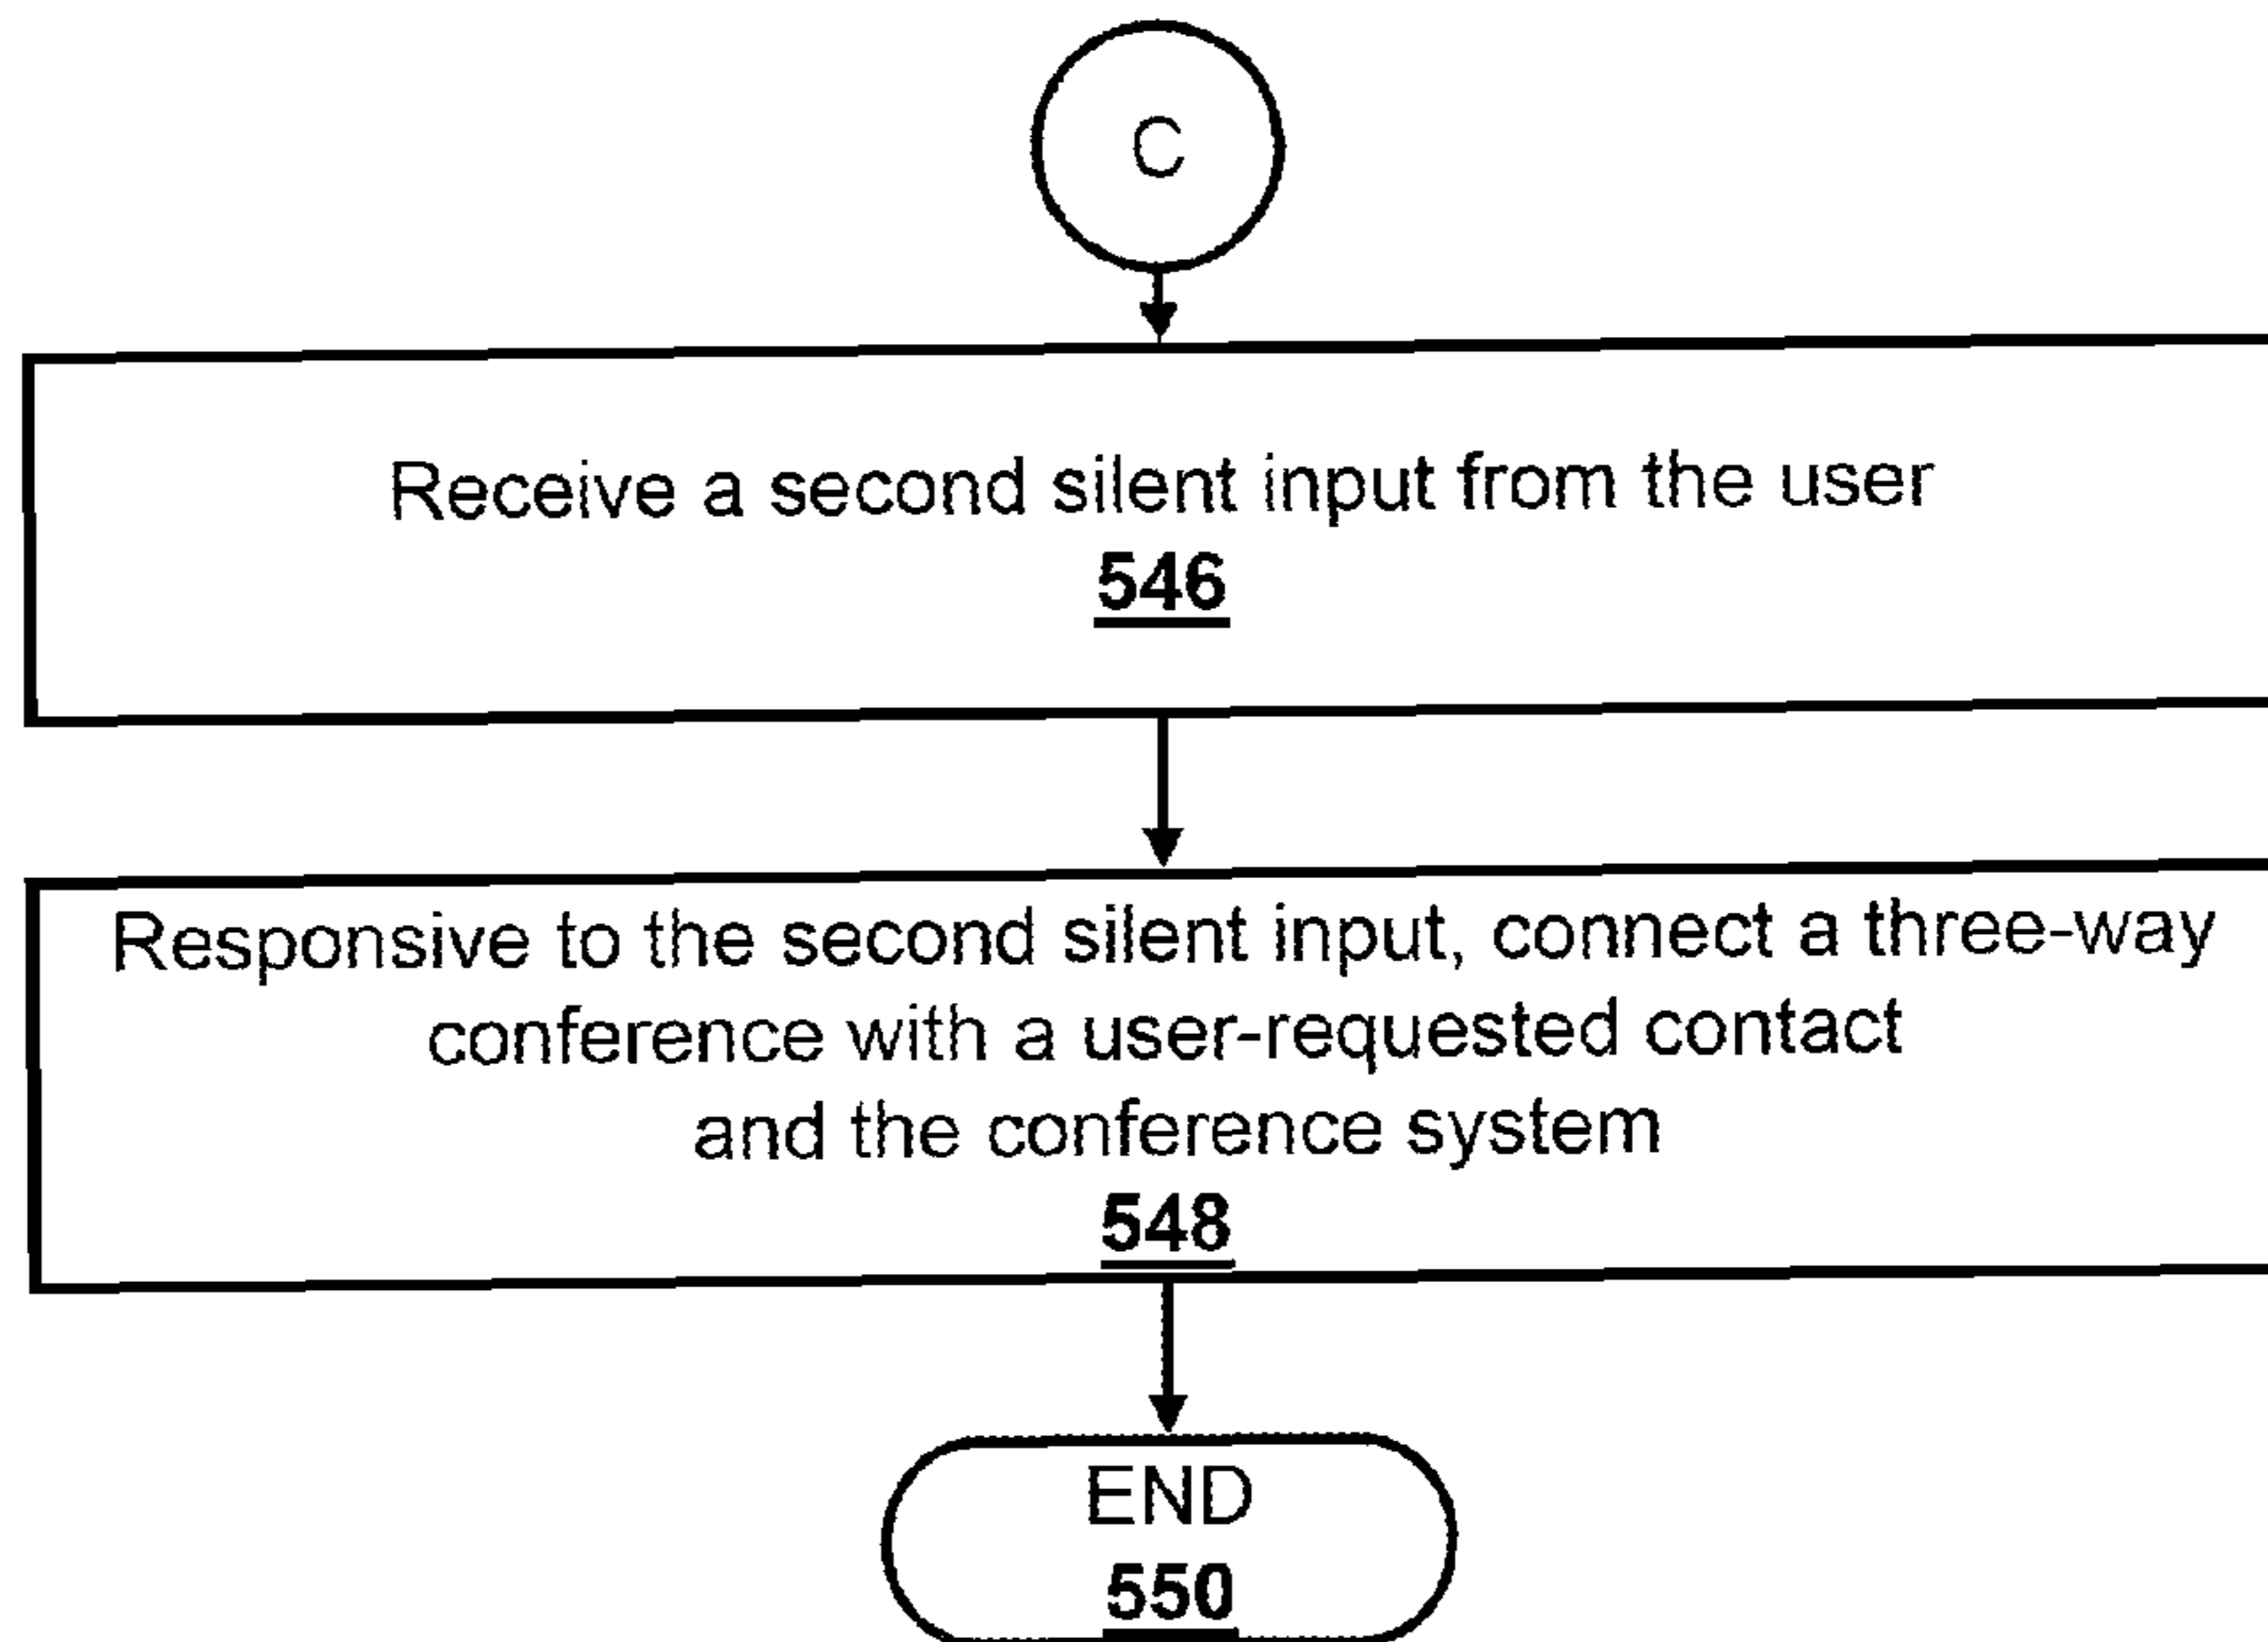 C
Receive a second silent input from the user
546
Responsive to the second silent input, connect a three-way
conference with a user-requested contact
and the conference system
548
END
550